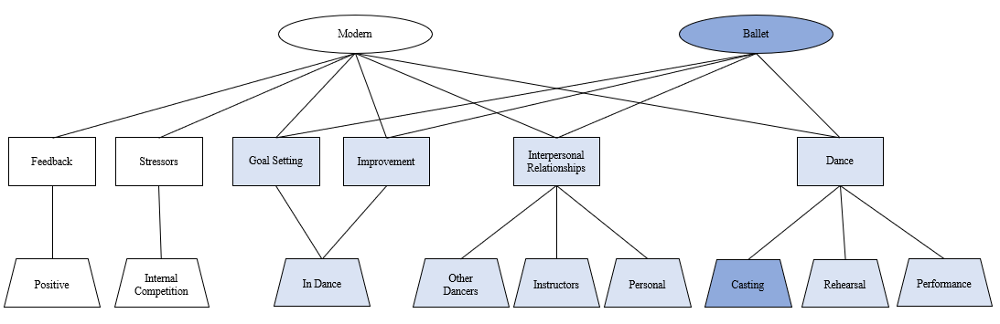 Modern
Ballet
Feedback
Stressors
Goal Setting
Improvement
Interpersonal
Relationships
Dance
Positive
Internal
Competition
In Dance
Other
Dancers
Instructors
Personal
Casting
Rehearsal
Performance